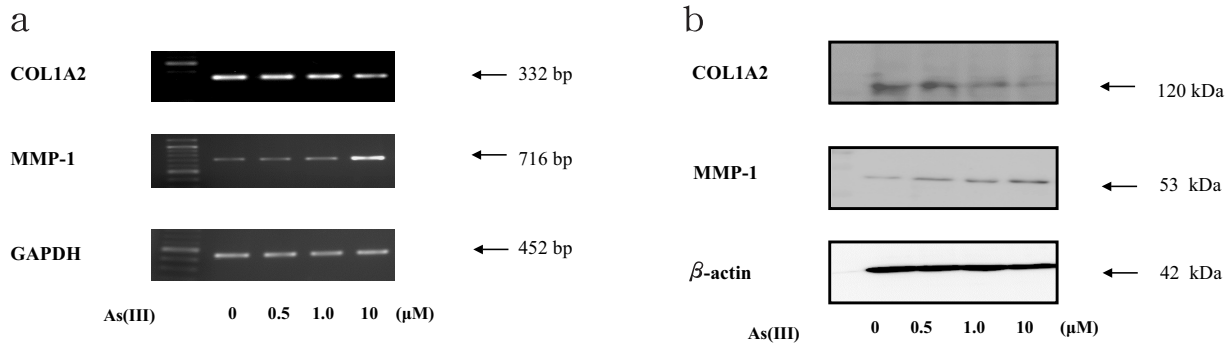 a
COL1A2
332 bp
MMP-1
716 bp
GAPDH
452 bp
As(III) 0 0.5 1.0 10 (μM)
b
COL1A2
120 kDa
MMP-1
53 kDa
β-actin
42 kDa
As(III) 0 0.5 1.0 10 (μM)